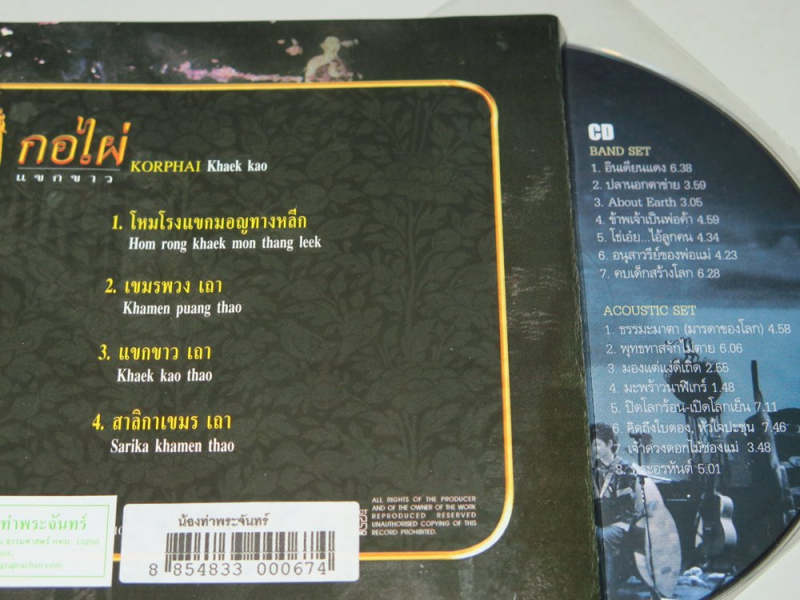 กอไผ่
แขกขาว
KORPHAI Khaek kao
1. โหมโรงแขกมอญทางหลีก
Hom rong khaek mon thang leek
2. เขมรพวง เถา
Khamen puang thao
3. แขกขาว เถา
Khaek kao thao
4. สาลิกาเขมร เถา
Sarika khamen thao
ท่าพระจันทร์
น้องท่าพระจันทร์
8 854833 000674
ALL RIGHTS OF THE PRODUCER
AND OF THE OWNER OF THE WORK
REPRODUCED RESERVED
UNAUTHORISED COPYING OF THIS
RECORD PROHIBITED.
CD
BAND SET
1. อินเดียนแดง 6.38
2. ปลานอกตาข่าย 3.59
3. About Earth 3.05
4. ข้าพเจ้าเป็นพ่อค้า 4.59
5. โซ่เอ๋ย...ไอ้ลูกคน 4.34
6. อนุสาวรีย์ของพ่อแม่ 4.23
7. คบเด็กสร้างโลก 6.28
ACOUSTIC SET
1. ธรรมะมาตา (มารดาของโลก) 4.58
2. พุทธทาสจักไม่ตาย 6.06
3. มองแต่แง่ดีเถิด 2.55
4. มะพร้าวนาฬิเกร์ 1.48
5. ปิดโลกร้อน-เปิดโลกเย็น 7.11
6. คิดถึงใบตอง, หัวใจปะชุน 7.46
7. เจ้าดวงดอกไม้ของแม่ 3.48
8. พระอรหันต์ 5.01